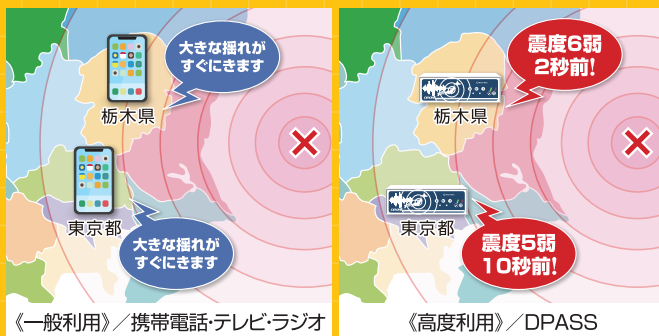 大きな揺れが
すぐにきます
栃木県
東京都
大きな揺れが
すぐにきます
《一般利用》／携帯電話・テレビ・ラジオ
震度6弱
2秒前!
栃木県
東京都
震度5弱
10秒前!
《高度利用》／DPASS